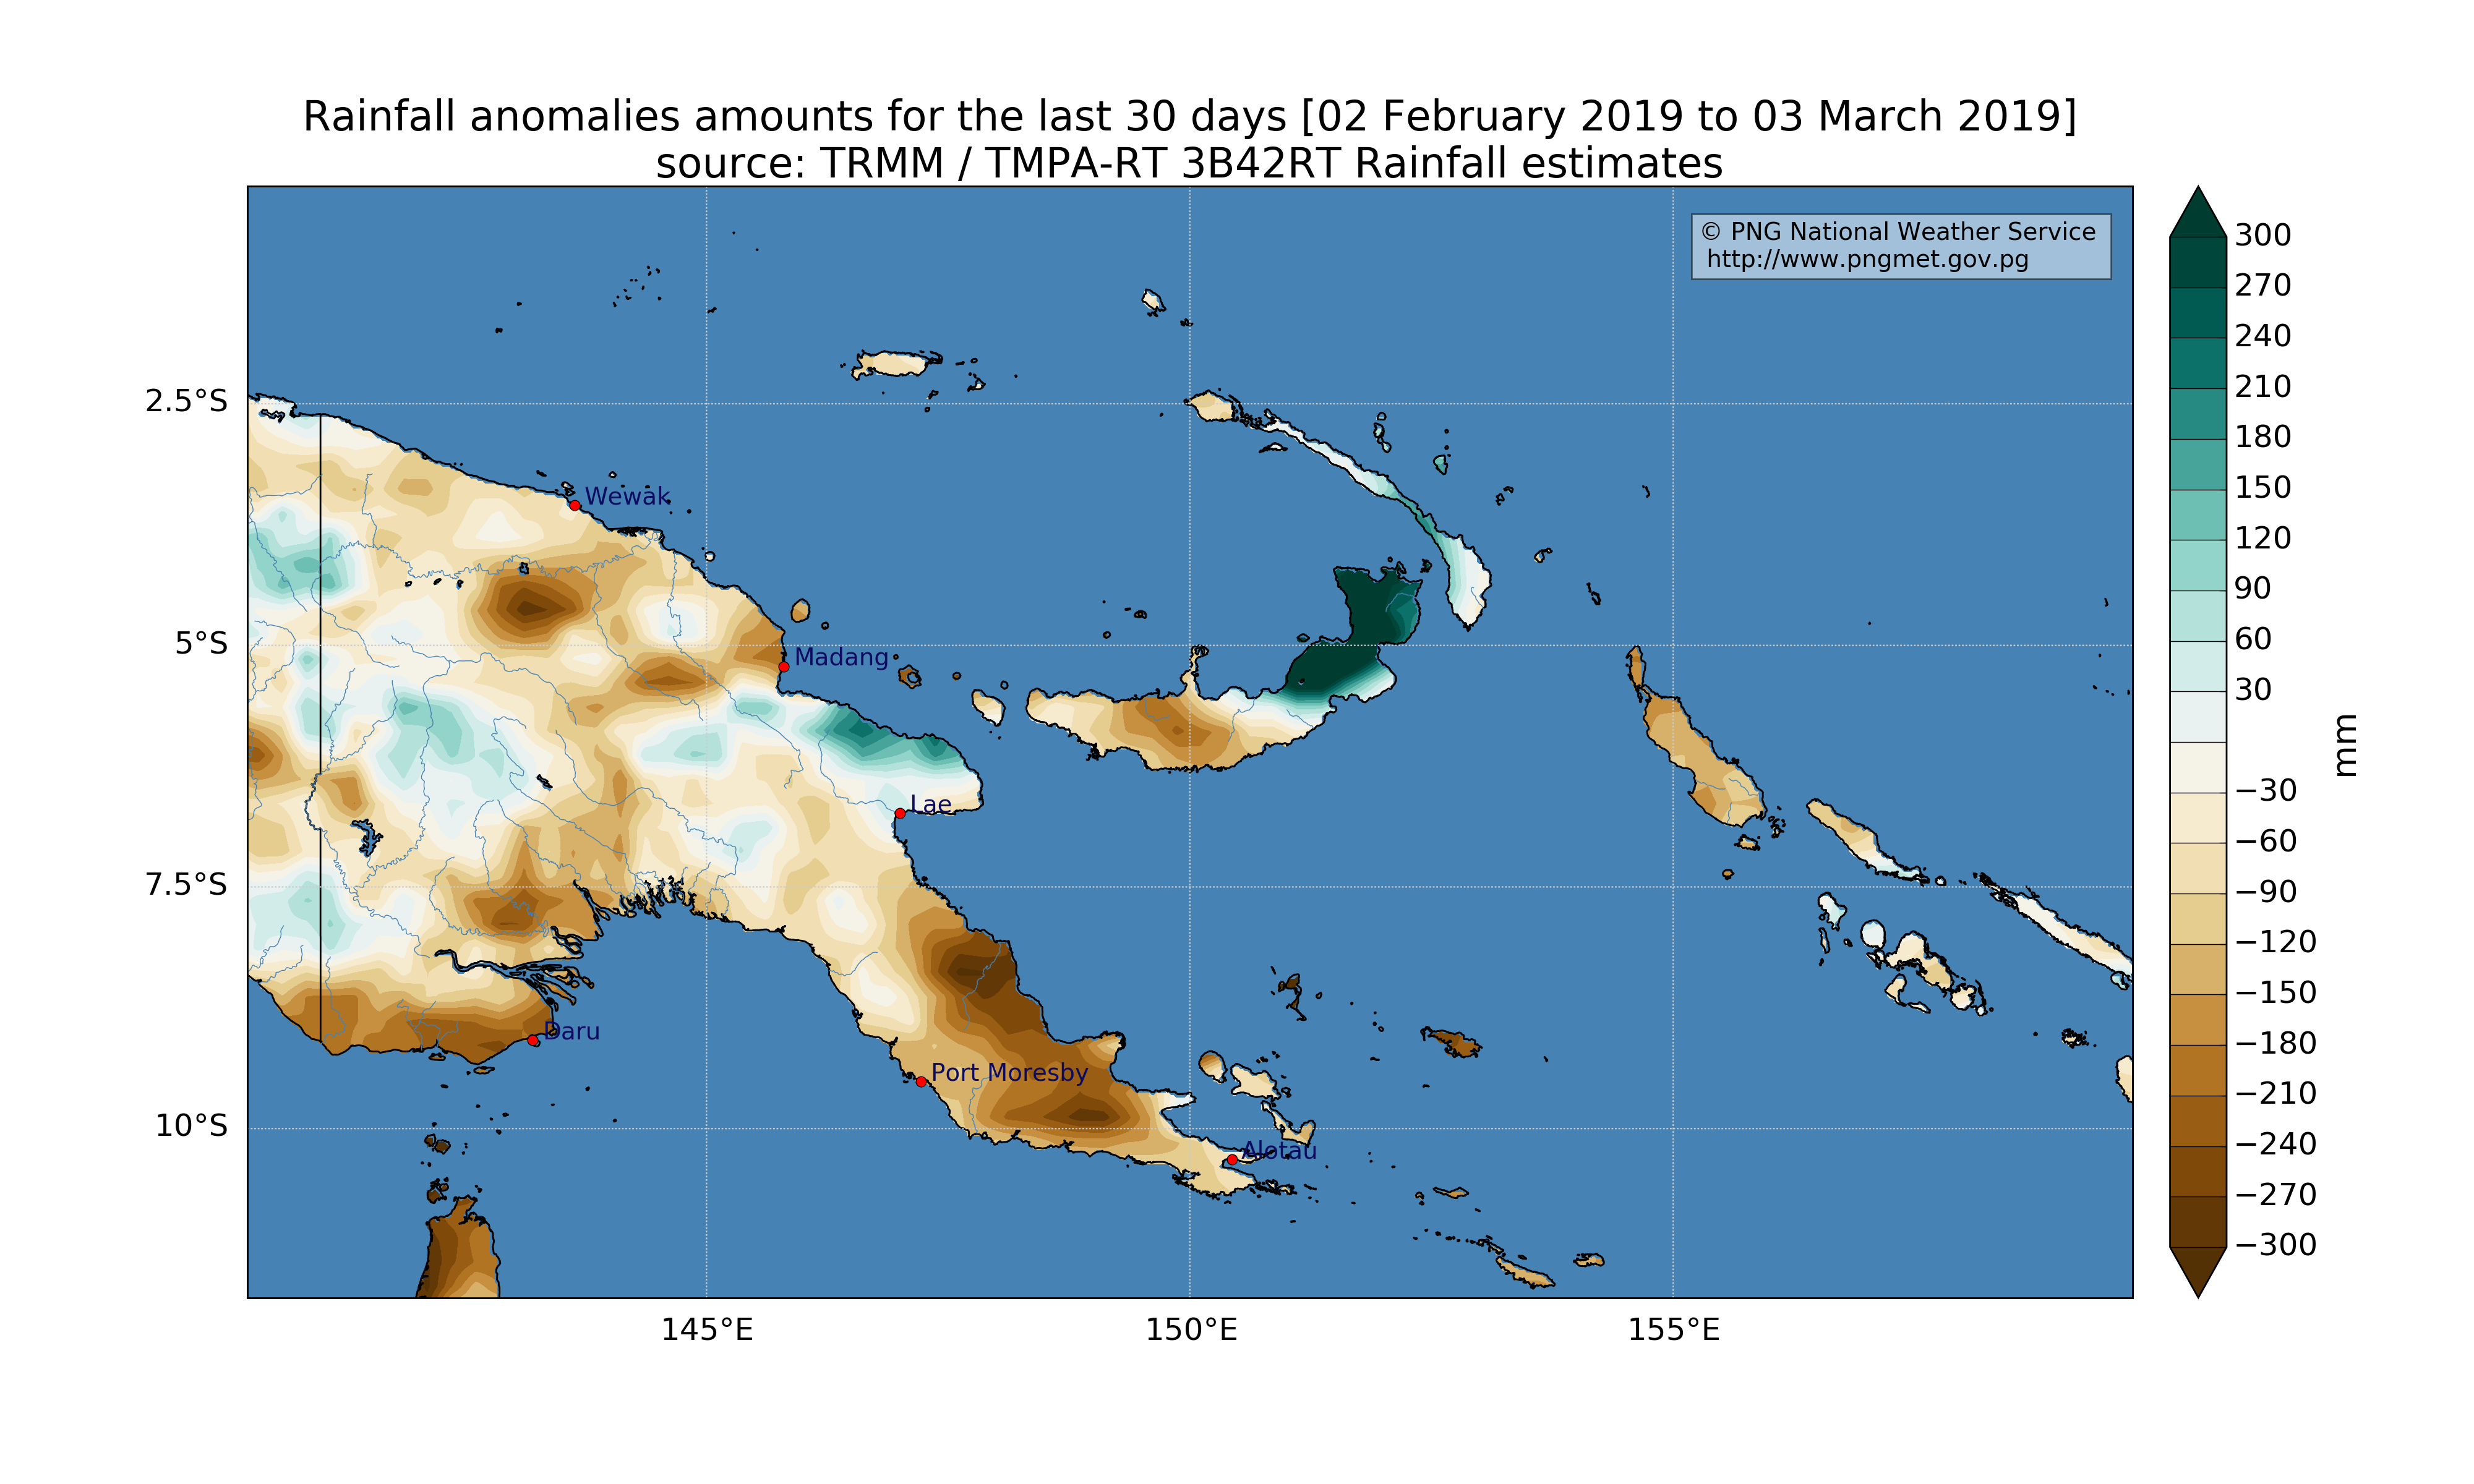 Rainfall anomalies amounts for the last 30 days [02 February 2019 to 03 March 2019]
source: TRMM / TMPA-RT 3B42RT Rainfall estimates
© PNG National Weather Service
http://www.pngmet.gov.pg
2.5°S
5°S
7.5°S
10°S
Wewak
Madang
Lae
Daru
Port Moresby
Alotau
145°E
150°E
155°E
300
270
240
210
180
150
120
90
60
30
−30
−60
−90
−120
−150
−180
−210
−240
−270
−300
mm